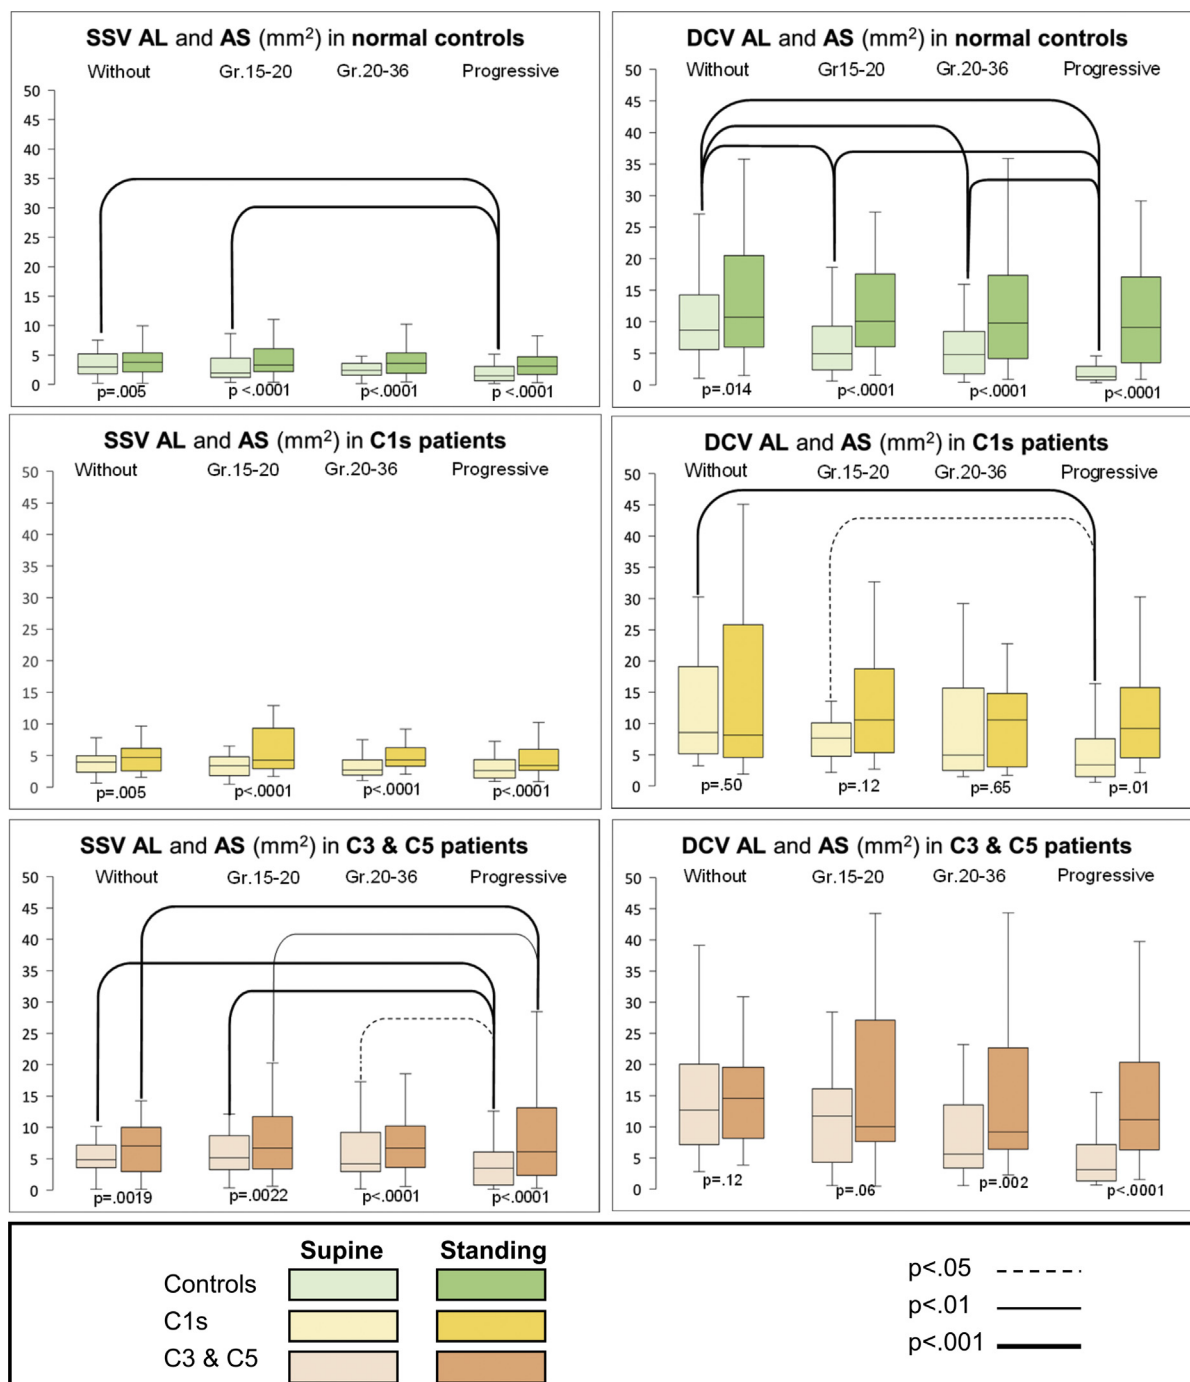 SSV AL and AS (mm²) in normal controls
Without Gr.15-20 Gr.20-36 Progressive
50
45
40
35
30
25
20
15
10
5
0
p=.005 p<.0001 p<.0001 p<.0001
DCV AL and AS (mm²) in normal controls
Without Gr15-20 Gr.20-36 Progressive
50
45
40
35
30
25
20
15
10
5
0
p=.014 p<.0001 p<.0001 p<.0001
SSV AL and AS (mm²) in C1s patients
Without Gr.15-20 Gr.20-36 Progressive
50
45
40
35
30
25
20
15
10
5
0
p=.005 p<.0001 p<.0001 p<.0001
DCV AL and AS (mm²) in C1s patients
Without Gr.15-20 Gr.20-36 Progressive
50
45
40
35
30
25
20
15
10
5
0
p=.50 p=.12 p=.65 p=.01
SSV AL and AS (mm²) in C3 & C5 patients
Without Gr.15-20 Gr.20-36 Progressive
50
45
40
35
30
25
20
15
10
5
0
p=.0019 p=.0022 p<.0001 p<.0001
DCV AL and AS (mm²) in C3 & C5 patients
Without Gr.15-20 Gr.20-36 Progressive
50
45
40
35
30
25
20
15
10
5
0
p=.12 p=.06 p=.002 p<.0001
Supine Standing
Controls
C1s
C3 & C5
p<.05
p<.01
p<.001